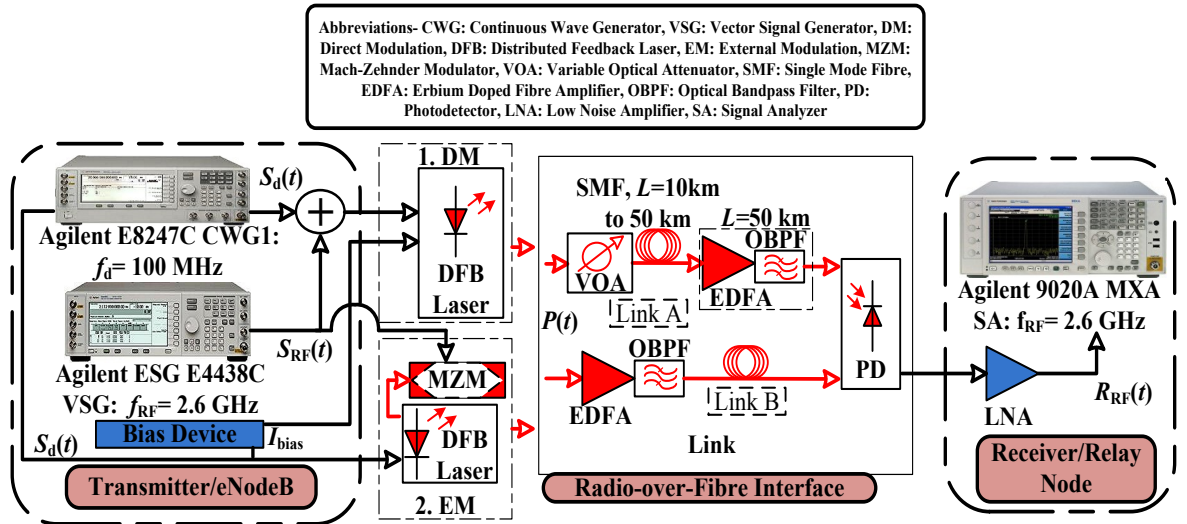 Abbreviations- CWG: Continuous Wave Generator, VSG: Vector Signal Generator, DM:
Direct Modulation, DFB: Distributed Feedback Laser, EM: External Modulation, MZM:
Mach-Zehnder Modulator, VOA: Variable Optical Attenuator, SMF: Single Mode Fibre,
EDFA: Erbium Doped Fibre Amplifier, OBPF: Optical Bandpass Filter, PD:
Photodetector, LNA: Low Noise Amplifier, SA: Signal Analyzer
Sd(t)
Agilent E8247C CWG1:
fd= 100 MHz
SRF(t)
Agilent ESG E4438C
VSG: fRF= 2.6 GHz
Sd(t)
Bias Device
Ibias
Transmitter/eNodeB
1. DM
DFB
Laser
MZM
DFB
Laser
2. EM
P(t)
SMF, L=10km
to 50 km
VOA
Link A
L=50 km
OBPF
EDFA
OBPF
EDFA
Link B
PD
Link
Radio-over-Fibre Interface
Agilent 9020A MXA
SA: fRF= 2.6 GHz
LNA
RRF(t)
Receiver/Relay
Node